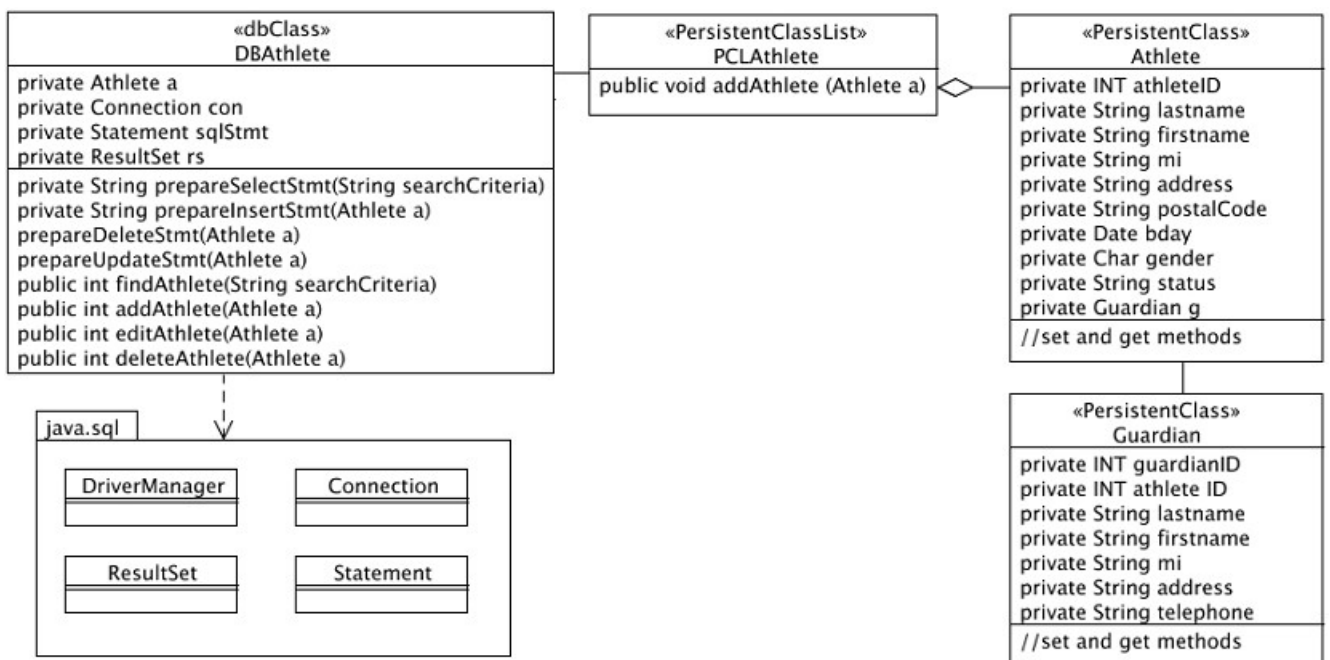 «dbClass»
DBAthlete
private Athlete a
private Connection con
private Statement sqlStmt
private ResultSet rs
private String prepareSelectStmt(String searchCriteria)
private String prepareInsertStmt(Athlete a)
prepareDeleteStmt(Athlete a)
prepareUpdateStmt(Athlete a)
public int findAthlete(String searchCriteria)
public int addAthlete(Athlete a)
public int editAthlete(Athlete a)
public int deleteAthlete(Athlete a)
«PersistentClassList»
PCLAthlete
public void addAthlete (Athlete a)
«PersistentClass»
Athlete
private INT athleteID
private String lastname
private String firstname
private String mi
private String address
private String postalCode
private Date bday
private Char gender
private String status
private Guardian g
//set and get methods
java.sql
DriverManager
Connection
ResultSet
Statement
«PersistentClass»
Guardian
private INT guardianID
private INT athlete ID
private String lastname
private String firstname
private String mi
private String address
private String telephone
//set and get methods